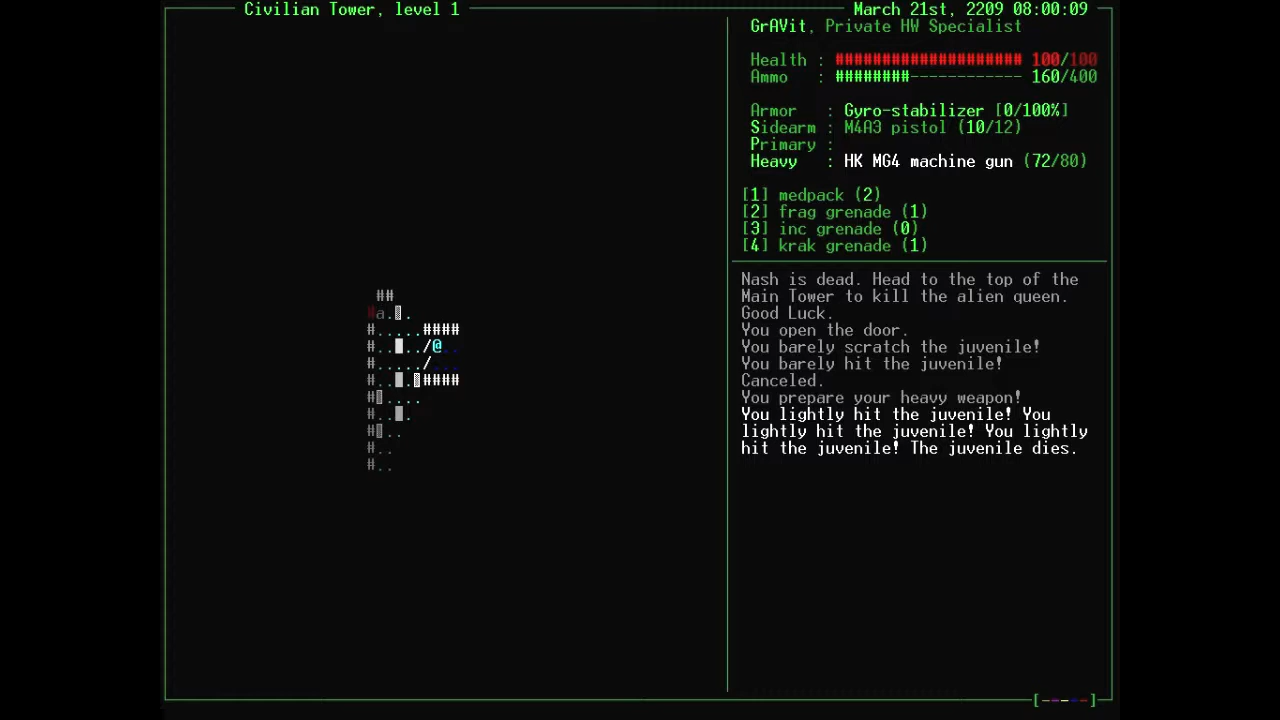 Civilian Tower, level 1
March 21st, 2209 08:00:09
GrAVit, Private HW Specialist
Health : #################### 100/100
Ammo : ########------------ 160/400
Armor : Gyro-stabilizer [0/100%]
Sidearm : M4A3 pistol (10/12)
Primary :
Heavy : HK MG4 machine gun (72/80)
[1] medpack (2)
[2] frag grenade (1)
[3] inc grenade (0)
[4] krak grenade (1)
Nash is dead. Head to the top of the
Main Tower to kill the alien queen.
Good Luck.
You open the door.
You barely scratch the juvenile!
You barely hit the juvenile!
Canceled.
You prepare your heavy weapon!
You lightly hit the juvenile! You
lightly hit the juvenile! You lightly
hit the juvenile! The juvenile dies.
##
#a. .
#.....####
#.. ../@..
#...../...
#.. . ####
# ....
#.. .
# ..
#..
#..
[-----]